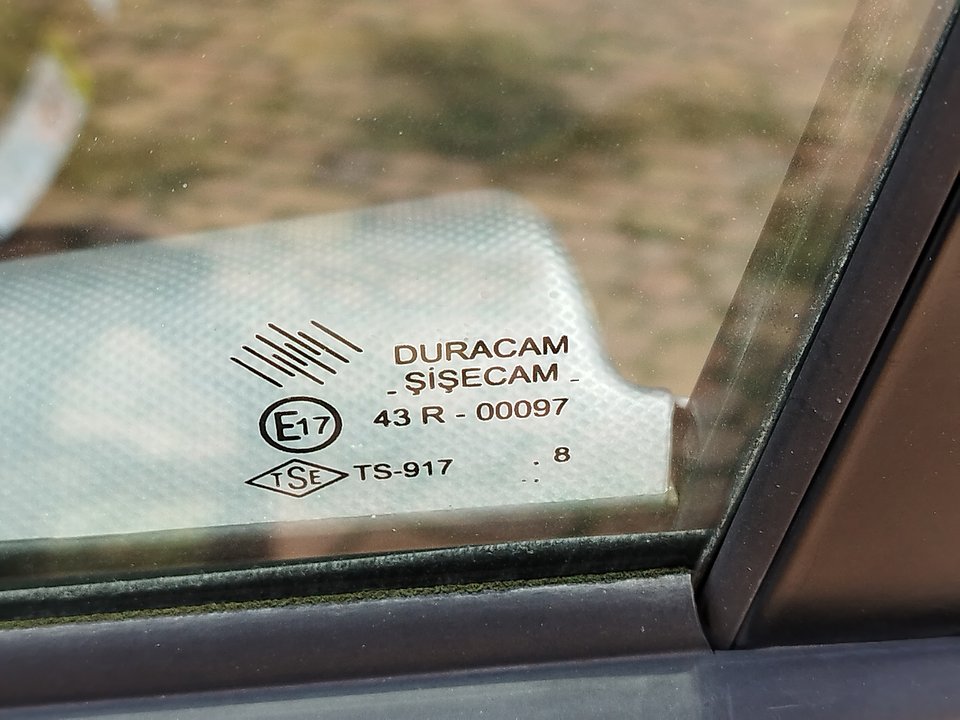 DURACAM
- ŞİŞECAM -
E17 43 R - 00097
TSE TS-917 . 8
..